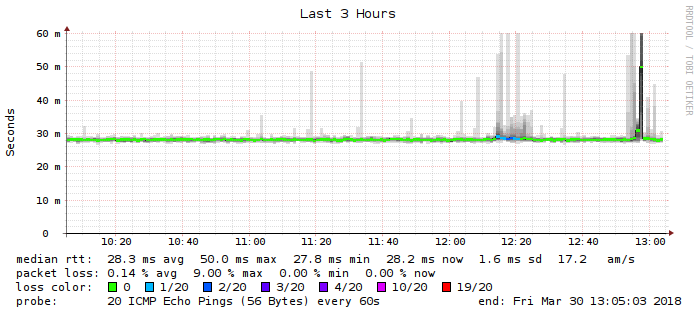 Last 3 Hours
RRDTOOL / TOBI OETIKER
Seconds
60 m
50 m
40 m
30 m
20 m
10 m
0
10:20 10:40 11:00 11:20 11:40 12:00 12:20 12:40 13:00
median rtt: 28.3 ms avg 50.0 ms max 27.8 ms min 28.2 ms now 1.6 ms sd 17.2 am/s
packet loss: 0.14 % avg 9.00 % max 0.00 % min 0.00 % now
loss color: 0 1/20 2/20 3/20 4/20 10/20 19/20
probe: 20 ICMP Echo Pings (56 Bytes) every 60s end: Fri Mar 30 13:05:03 2018